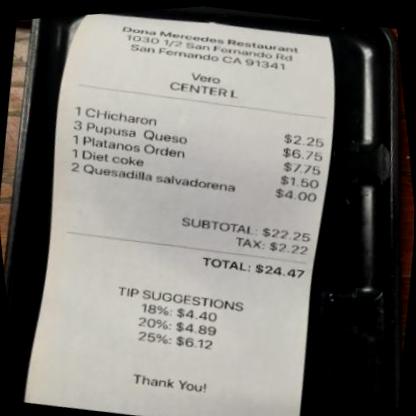 Dona Mercedes Restaurant
1030 1/2 San Fernando Rd
San Fernando CA 91341
Vero
CENTER L
1 CHicharon $2.25
3 Pupusa Queso $6.75
1 Platanos Orden $7.75
1 Diet coke $1.50
2 Quesadilla salvadorena $4.00
SUBTOTAL: $22.25
TAX: $2.22
TOTAL: $24.47
TIP SUGGESTIONS
18%: $4.40
20%: $4.89
25%: $6.12
Thank You!